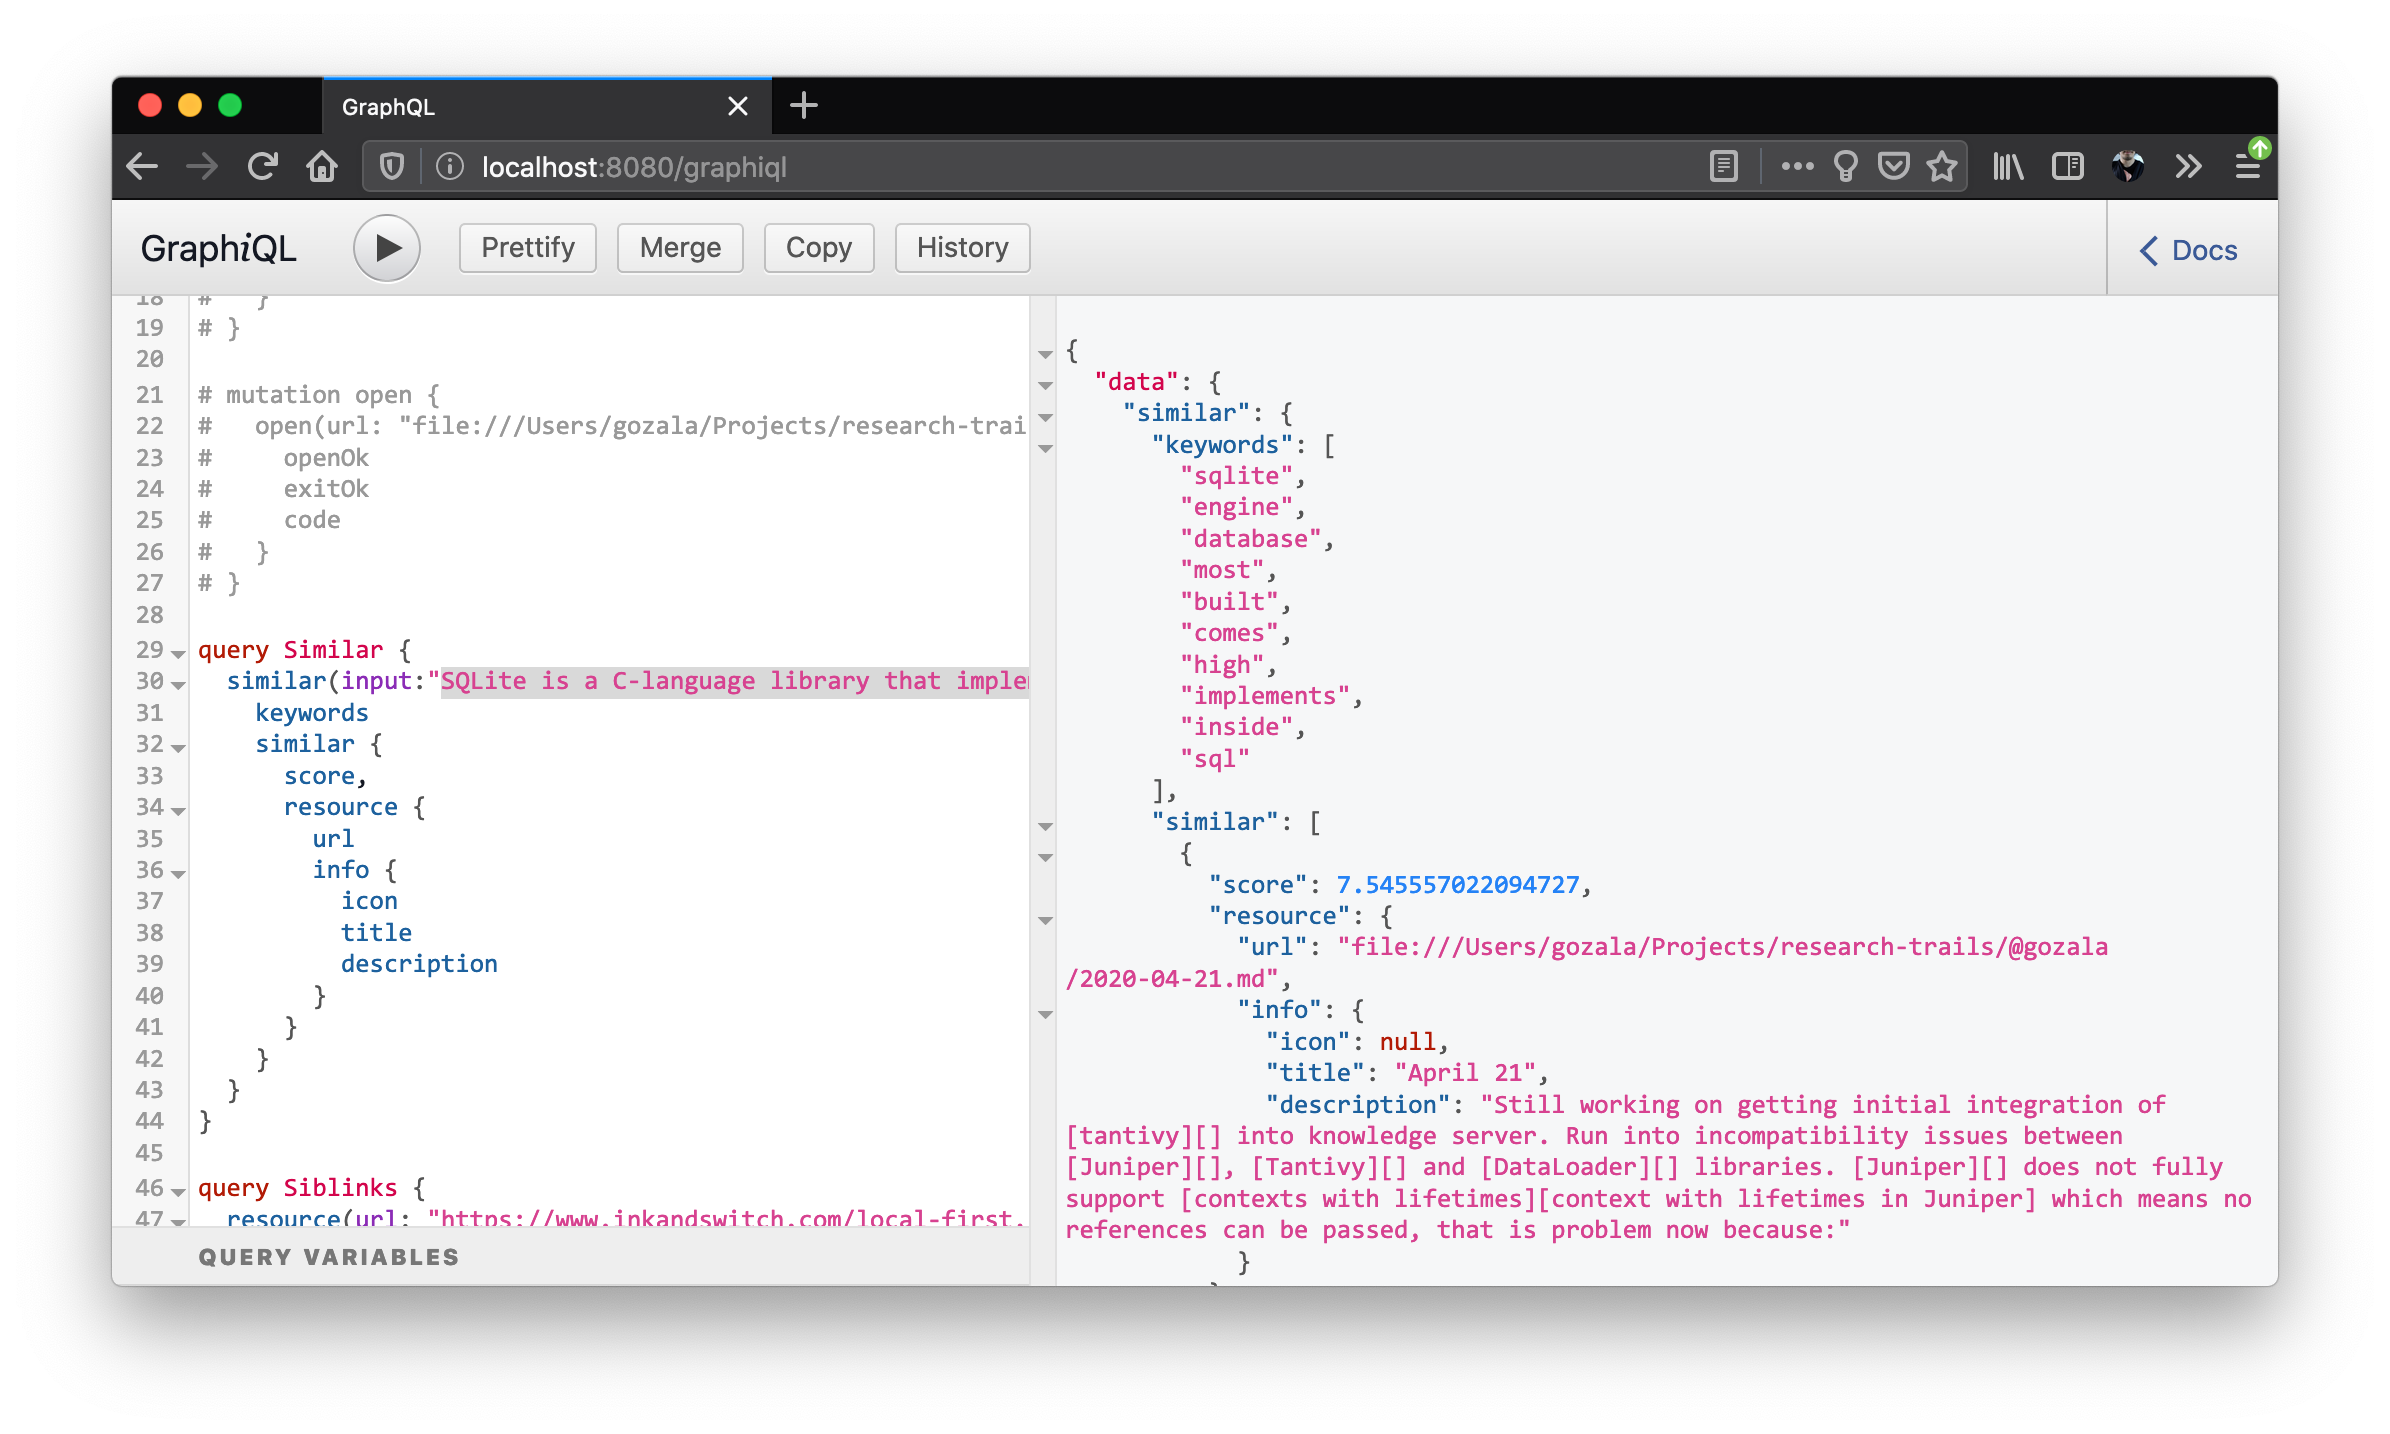 GraphQL
localhost:8080/graphiql
GraphiQL
Prettify
Merge
Copy
History
Docs
18 #   }
19 # }
20
21 # mutation open {
22 #   open(url: "file:///Users/gozala/Projects/research-trai
23 #     openOk
24 #     exitOk
25 #     code
26 #   }
27 # }
28
29 query Similar {
30   similar(input:"SQLite is a C-language library that imple
31     keywords
32     similar {
33       score,
34       resource {
35         url
36         info {
37           icon
38           title
39           description
40         }
41       }
42     }
43   }
44 }
45
46 query Siblinks {
47   resource(url: "https://www.inkandswitch.com/local-first.
QUERY VARIABLES
{
  "data": {
    "similar": {
      "keywords": [
        "sqlite",
        "engine",
        "database",
        "most",
        "built",
        "comes",
        "high",
        "implements",
        "inside",
        "sql"
      ],
      "similar": [
        {
          "score": 7.545557022094727,
          "resource": {
            "url": "file:///Users/gozala/Projects/research-trails/@gozala
/2020-04-21.md",
            "info": {
              "icon": null,
              "title": "April 21",
              "description": "Still working on getting initial integration of
[tantivy][] into knowledge server. Run into incompatibility issues between
[Juniper][], [Tantivy][] and [DataLoader][] libraries. [Juniper][] does not fully
support [contexts with lifetimes][context with lifetimes in Juniper] which means no
references can be passed, that is problem now because:"
            }